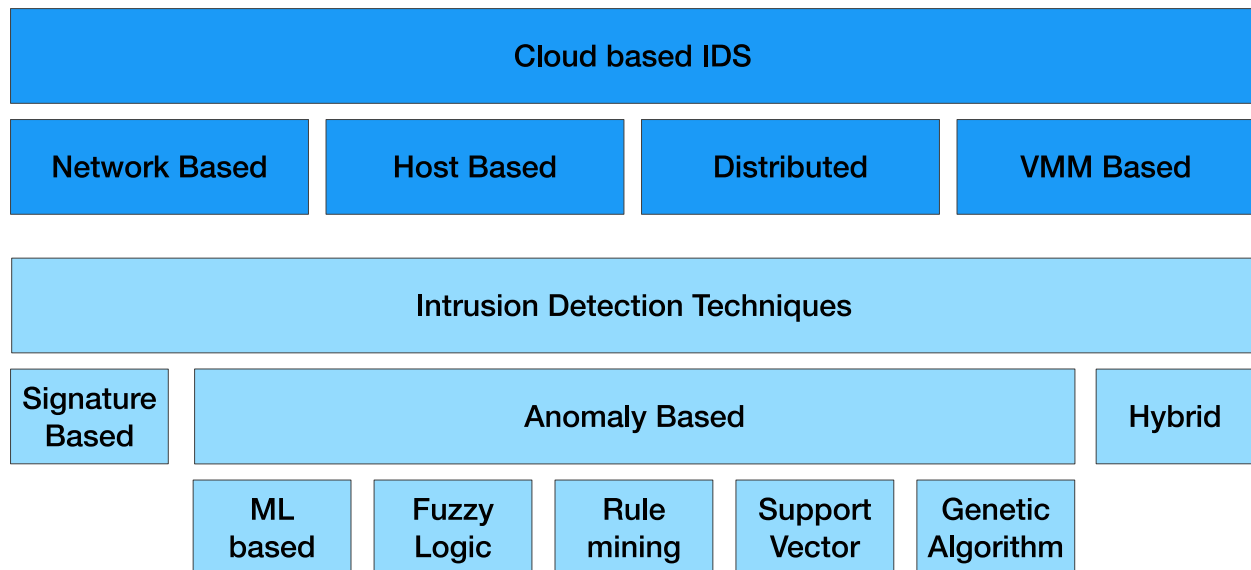 Cloud based IDS
Network Based
Host Based
Distributed
VMM Based
Intrusion Detection Techniques
Signature
Based
Anomaly Based
Hybrid
ML
based
Fuzzy
Logic
Rule
mining
Support
Vector
Genetic
Algorithm